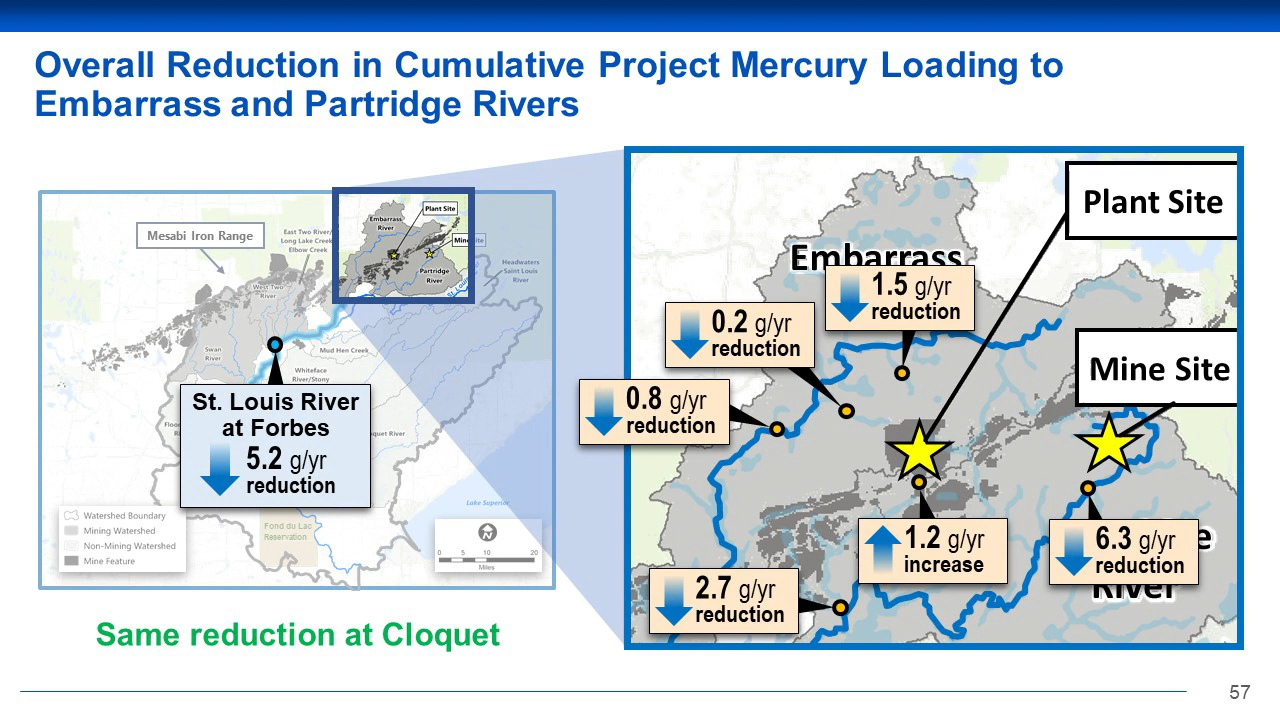 Overall Reduction in Cumulative Project Mercury Loading to
Embarrass and Partridge Rivers
Mesabi Iron Range
East Two River/
Long Lake Creek/
Elbow Creek
West Two
River
Swan
River
Mud Hen Creek
Whiteface
River/Stony
Embarrass
River
Plant Site
Mine Site
Partridge
River
St. Louis
Headwaters
Saint Louis
River
St. Louis River
at Forbes
5.2 g/yr
reduction
Lake Superior
Fond du Lac
Reservation
Watershed Boundary
Mining Watershed
Non-Mining Watershed
Mine Feature
0 5 10 20
Miles
Same reduction at Cloquet
Plant Site
Mine Site
Embarrass
1.5 g/yr
reduction
0.2 g/yr
reduction
0.8 g/yr
reduction
1.2 g/yr
increase
6.3 g/yr
reduction
River
2.7 g/yr
reduction
57